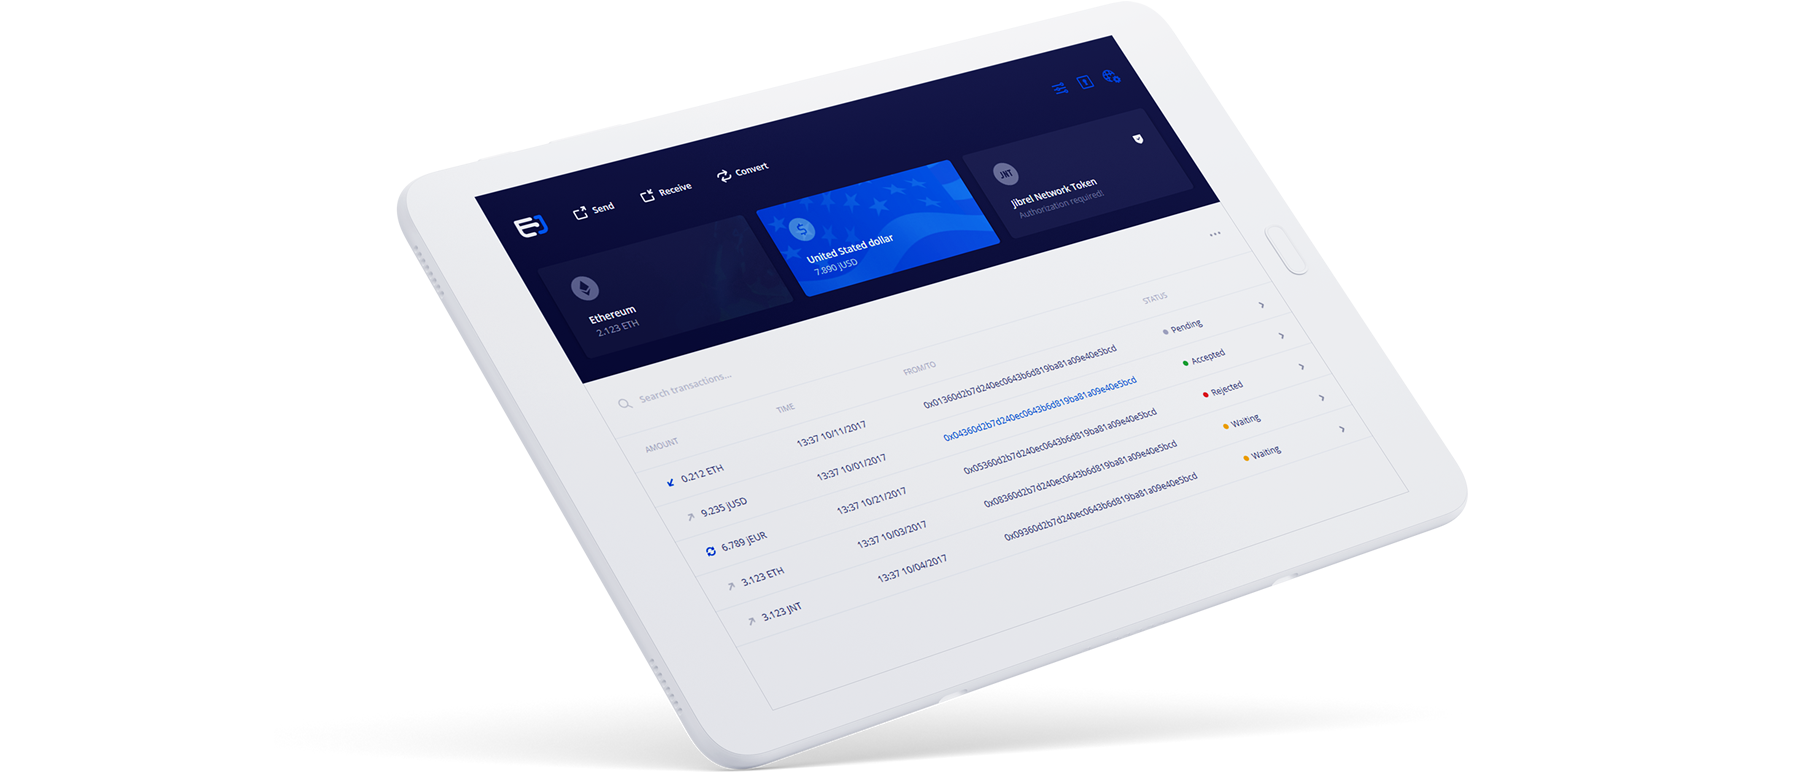 Send
Receive
Convert
Ethereum
2.123 ETH
$
United Stated dollar
7.890 jUSD
JNT
Jibrel Network Token
Authorization required!
Search transactions...
AMOUNT TIME FROM/TO STATUS
0.212 ETH 13:37 10/11/2017 0x01360d2b7d240ec0643b6d819ba81a09e40e5bcd Pending
9.235 jUSD 13:37 10/01/2017 0x04360d2b7d240ec0643b6d819ba81a09e40e5bcd Accepted
6.789 jEUR 13:37 10/21/2017 0x05360d2b7d240ec0643b6d819ba81a09e40e5bcd Rejected
3.123 ETH 13:37 10/03/2017 0x08360d2b7d240ec0643b6d819ba81a09e40e5bcd Waiting
3.123 JNT 13:37 10/04/2017 0x09360d2b7d240ec0643b6d819ba81a09e40e5bcd Waiting